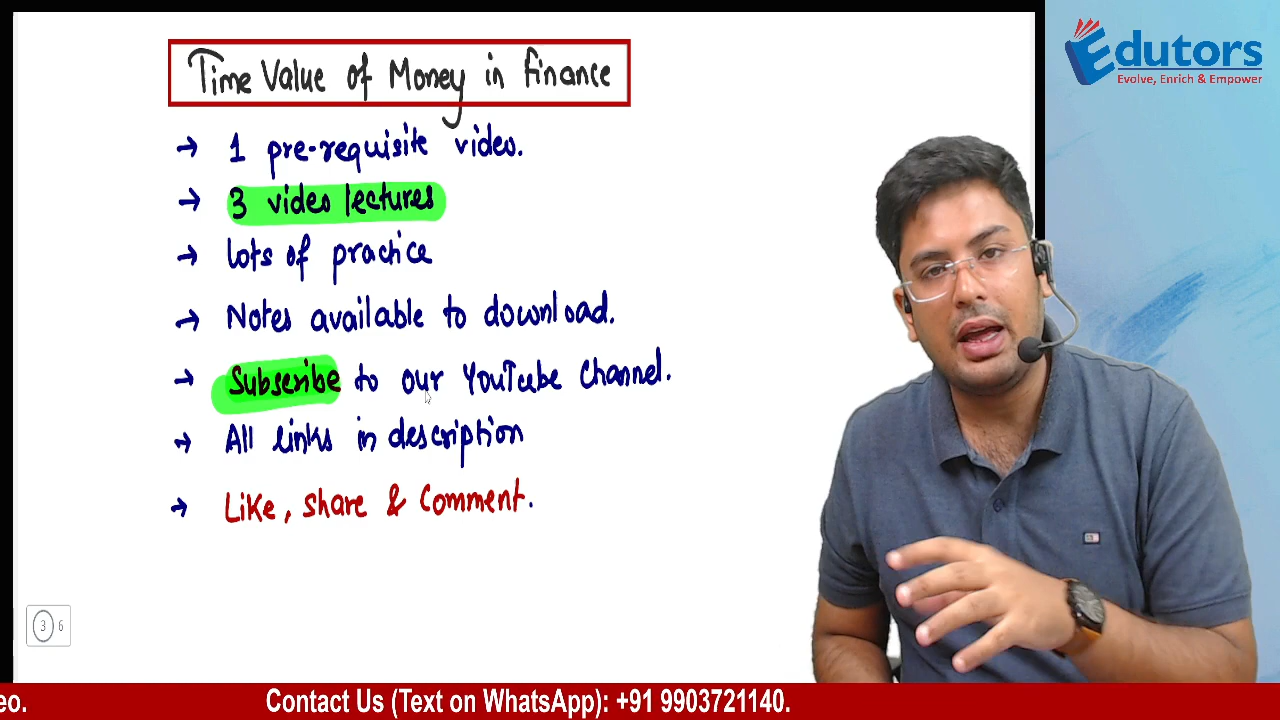 Time Value of Money in Finance
→ 1 pre-requisite video.
→ 3 video lectures
→ lots of practice
→ Notes available to download.
→ Subscribe to our YouTube Channel.
→ All links in description
→ Like, share & Comment.
3 6
Edutors
Evolve, Enrich & Empower
eo.
Contact Us (Text on WhatsApp): +91 9903721140.